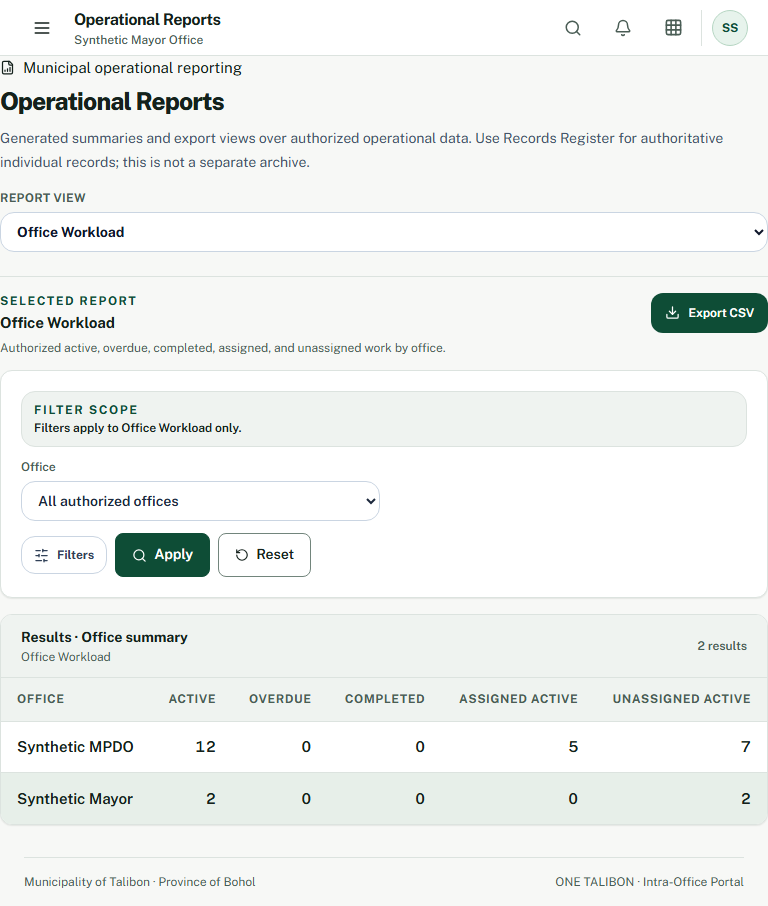 Operational Reports
Synthetic Mayor Office
SS
Municipal operational reporting
Operational Reports
Generated summaries and export views over authorized operational data. Use Records Register for authoritative
individual records; this is not a separate archive.
REPORT VIEW
Office Workload
SELECTED REPORT
Office Workload
Export CSV
Authorized active, overdue, completed, assigned, and unassigned work by office.
FILTER SCOPE
Filters apply to Office Workload only.
Office
All authorized offices
Filters Apply Reset
Results · Office summary
Office Workload
2 results
OFFICE ACTIVE OVERDUE COMPLETED ASSIGNED ACTIVE UNASSIGNED ACTIVE
Synthetic MPDO 12 0 0 5 7
Synthetic Mayor 2 0 0 0 2
Municipality of Talibon · Province of Bohol ONE TALIBON · Intra-Office Portal